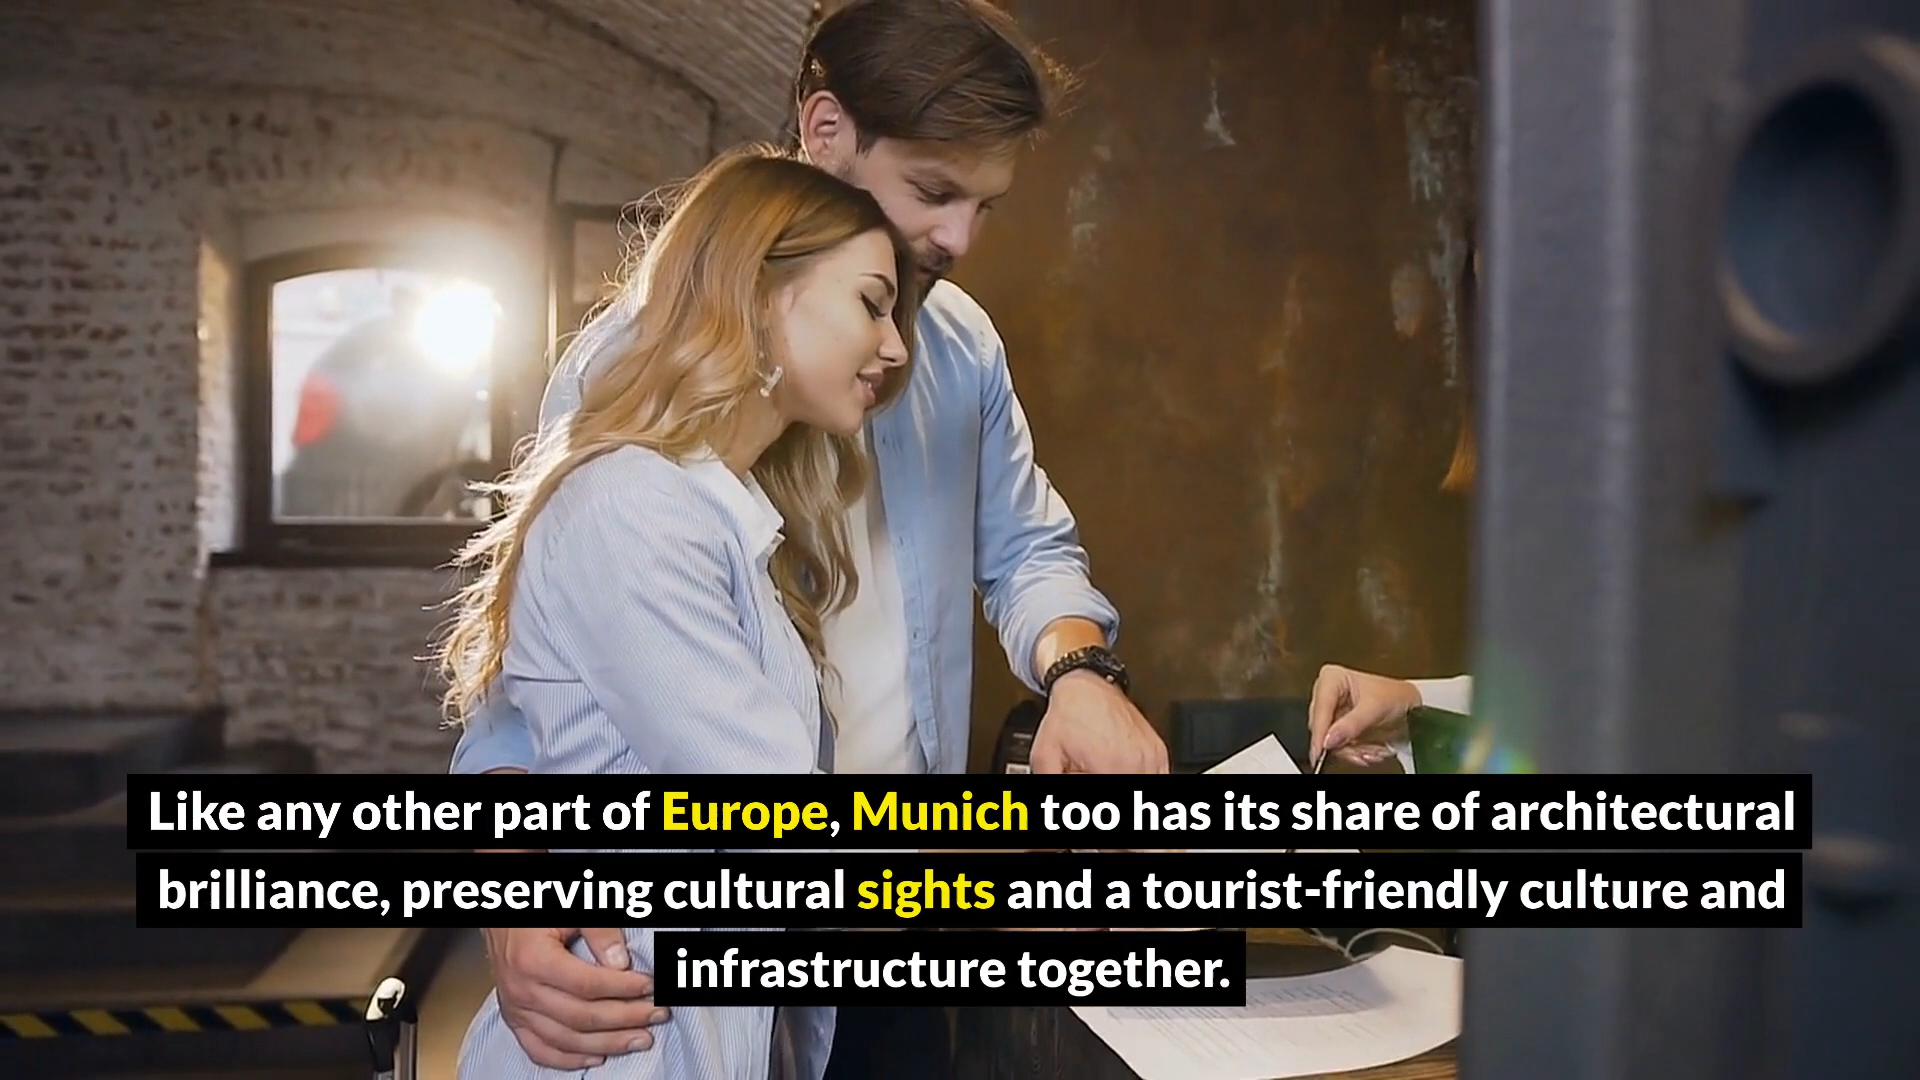 Like any other part of Europe, Munich too has its share of architectural
brilliance, preserving cultural sights and a tourist-friendly culture and
infrastructure together.